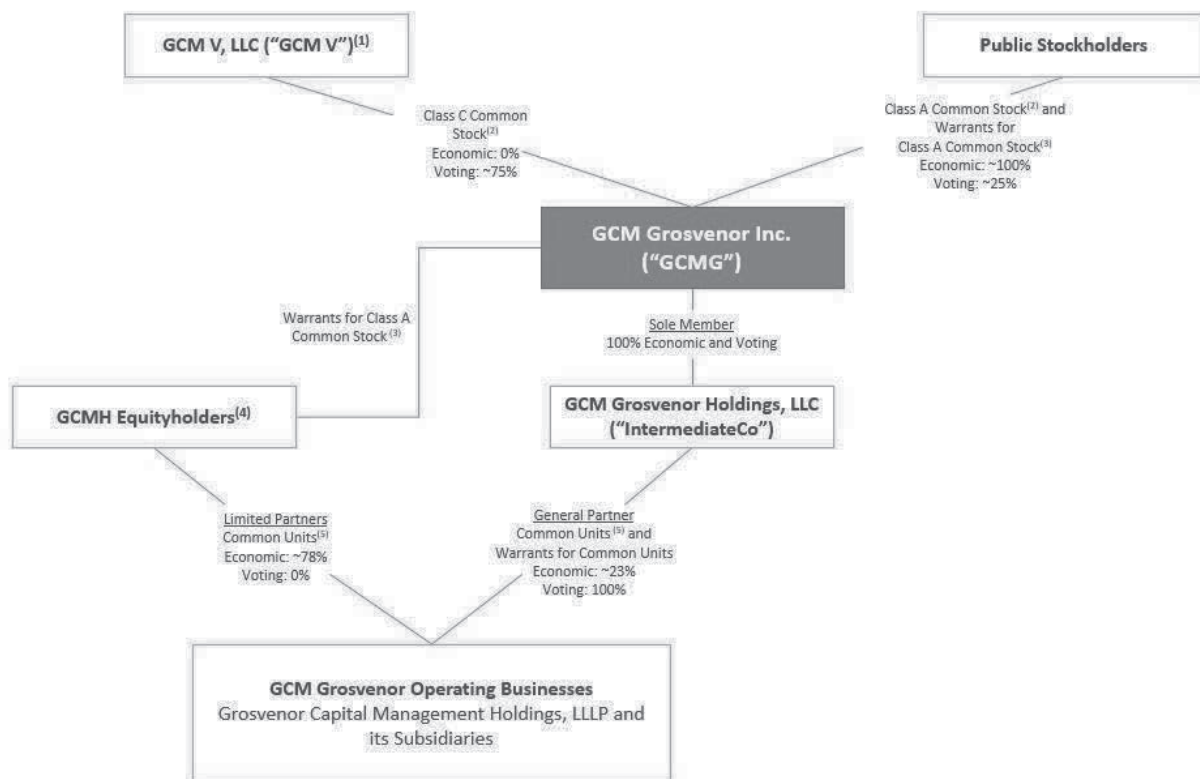 GCM V, LLC (“GCM V”)(1)
Public Stockholders
Class C Common
Stock(2)
Economic: 0%
Voting: ~75%
Class A Common Stock(2) and
Warrants for
Class A Common Stock(3)
Economic: ~100%
Voting: ~25%
GCM Grosvenor Inc.
(“GCMG”)
Warrants for Class A
Common Stock (3)
Sole Member
100% Economic and Voting
GCMH Equityholders(4)
GCM Grosvenor Holdings, LLC
(“IntermediateCo”)
Limited Partners
Common Units(5)
Economic: ~78%
Voting: 0%
General Partner
Common Units (5) and
Warrants for Common Units
Economic: ~23%
Voting: 100%
GCM Grosvenor Operating Businesses
Grosvenor Capital Management Holdings, LLLP and
its Subsidiaries